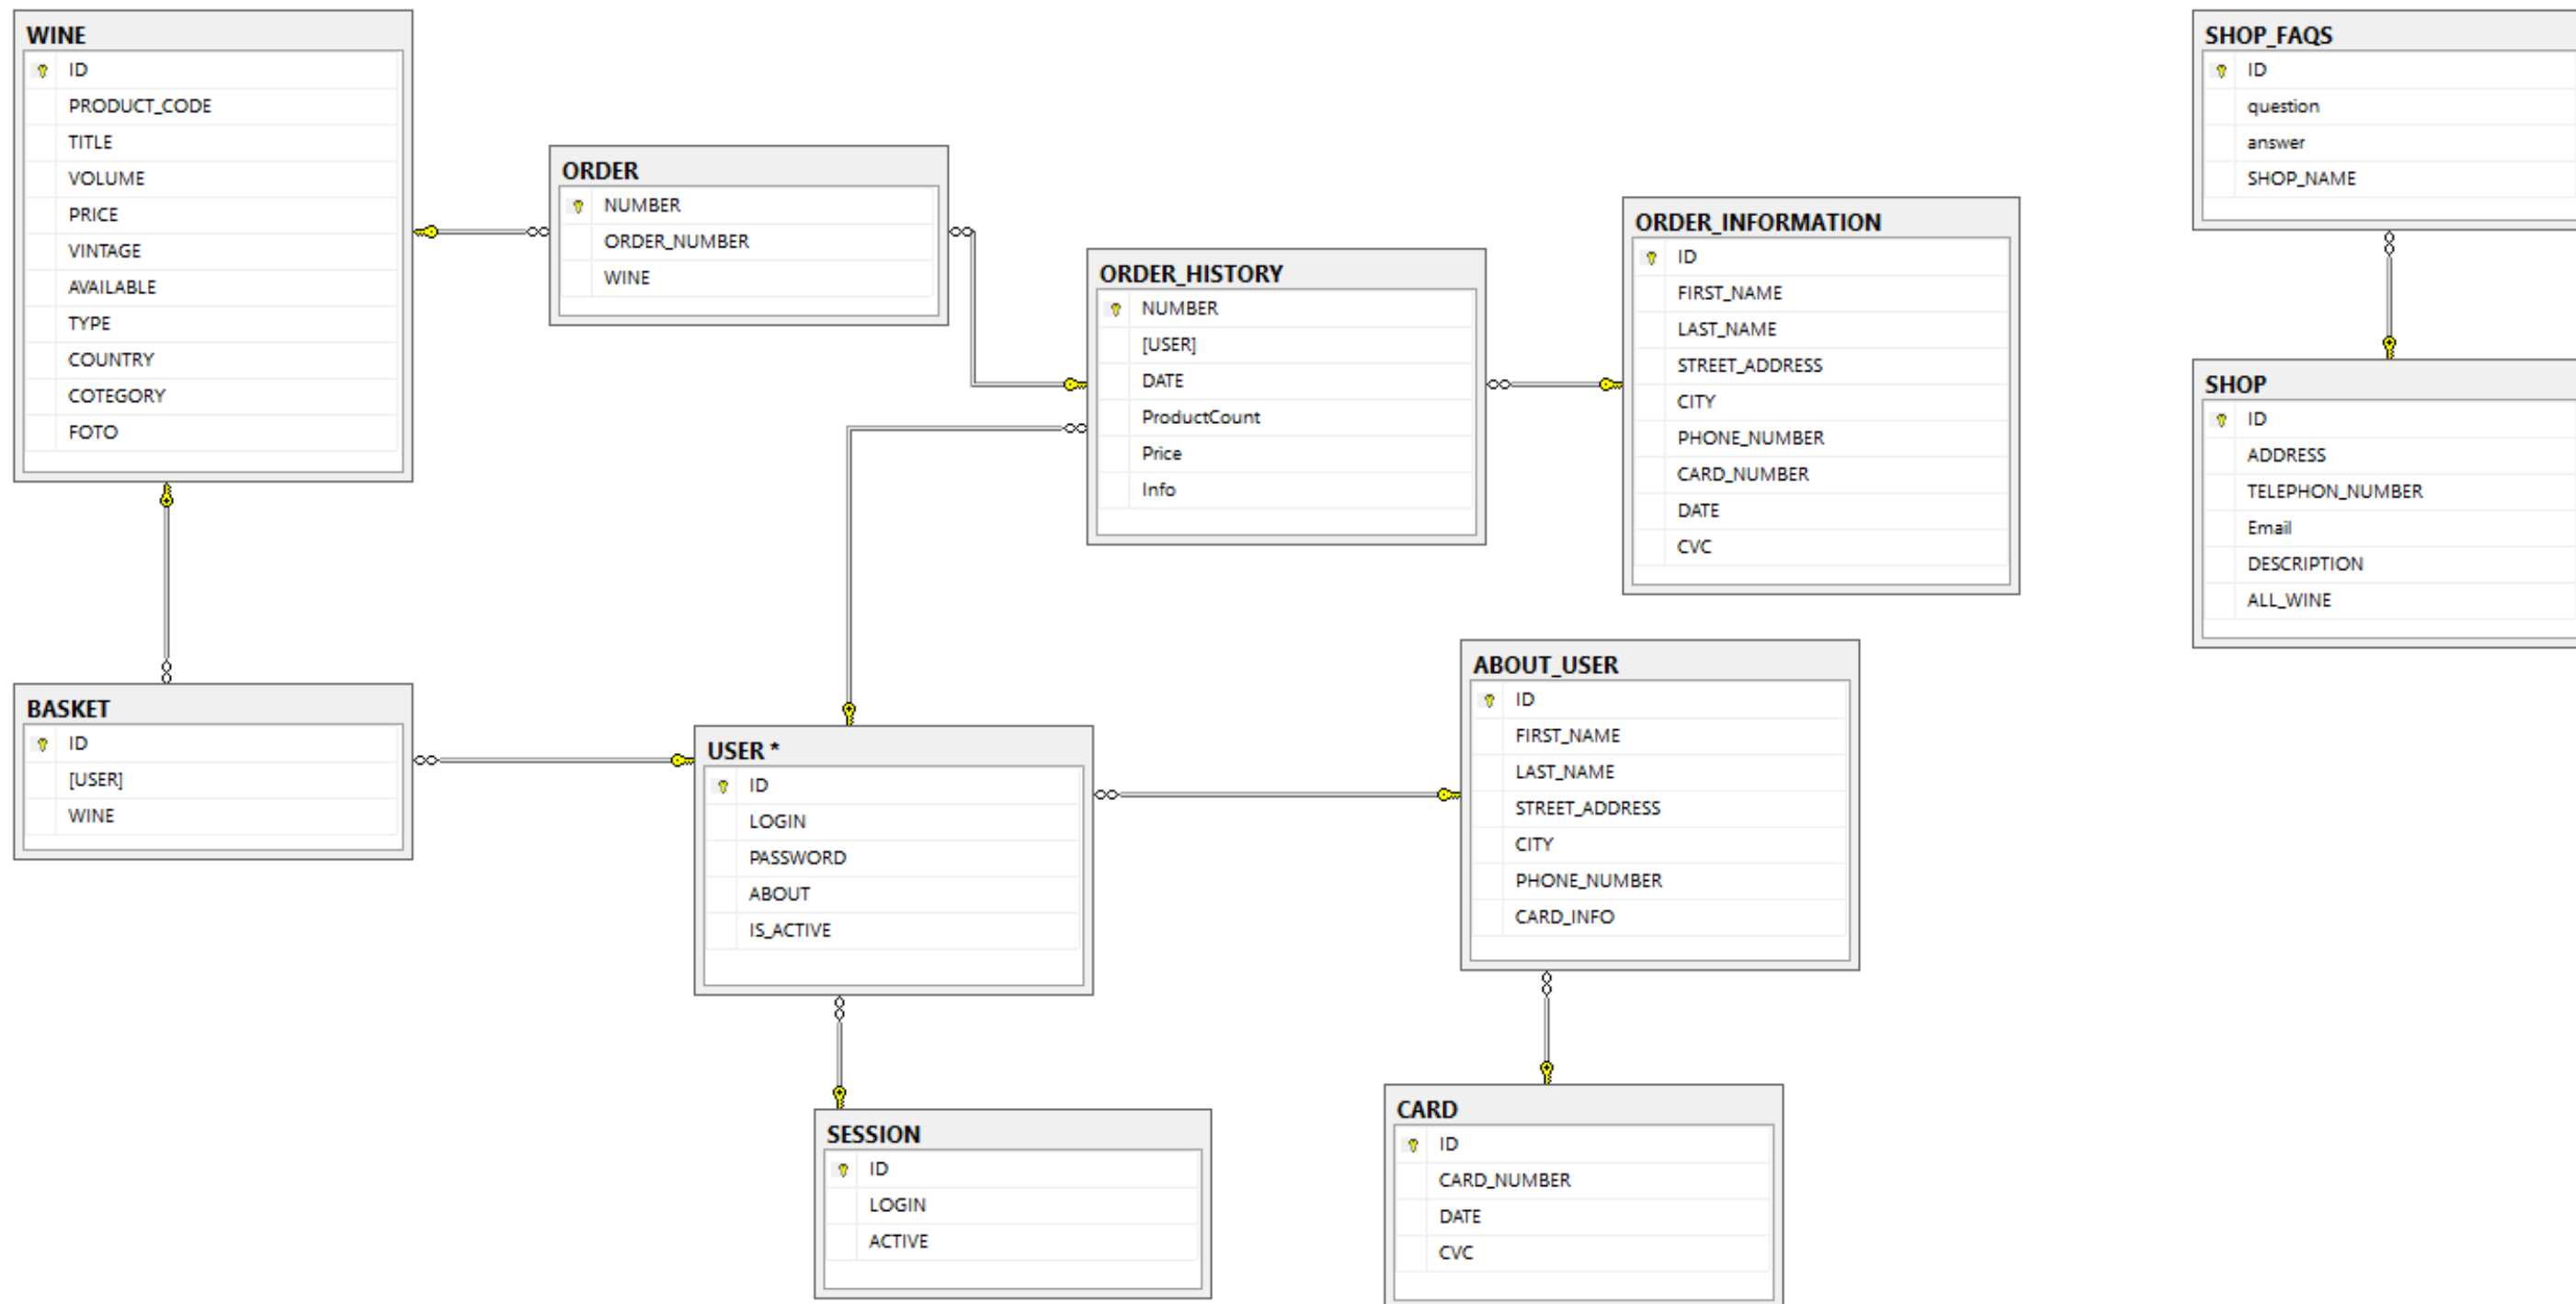 WINE
ID
PRODUCT_CODE
TITLE
VOLUME
PRICE
VINTAGE
AVAILABLE
TYPE
COUNTRY
COTEGORY
FOTO
ORDER
NUMBER
ORDER_NUMBER
WINE
ORDER_HISTORY
NUMBER
[USER]
DATE
ProductCount
Price
Info
ORDER_INFORMATION
ID
FIRST_NAME
LAST_NAME
STREET_ADDRESS
CITY
PHONE_NUMBER
CARD_NUMBER
DATE
CVC
SHOP_FAQS
ID
question
answer
SHOP_NAME
SHOP
ID
ADDRESS
TELEPHON_NUMBER
Email
DESCRIPTION
ALL_WINE
BASKET
ID
[USER]
WINE
USER *
ID
LOGIN
PASSWORD
ABOUT
IS_ACTIVE
ABOUT_USER
ID
FIRST_NAME
LAST_NAME
STREET_ADDRESS
CITY
PHONE_NUMBER
CARD_INFO
SESSION
ID
LOGIN
ACTIVE
CARD
ID
CARD_NUMBER
DATE
CVC